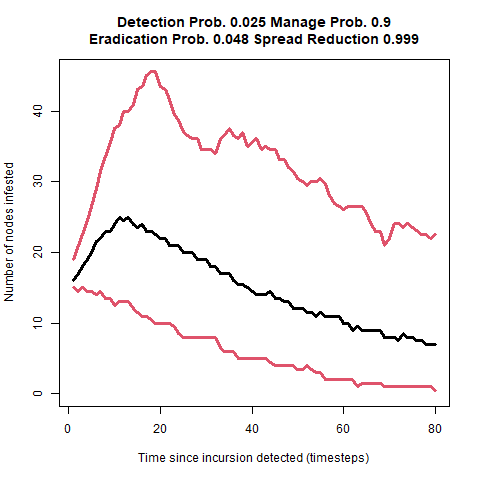 Detection Prob. 0.025 Manage Prob. 0.9
Eradication Prob. 0.048 Spread Reduction 0.999
Number of nodes infested
40
30
20
10
0
0 20 40 60 80
Time since incursion detected (timesteps)